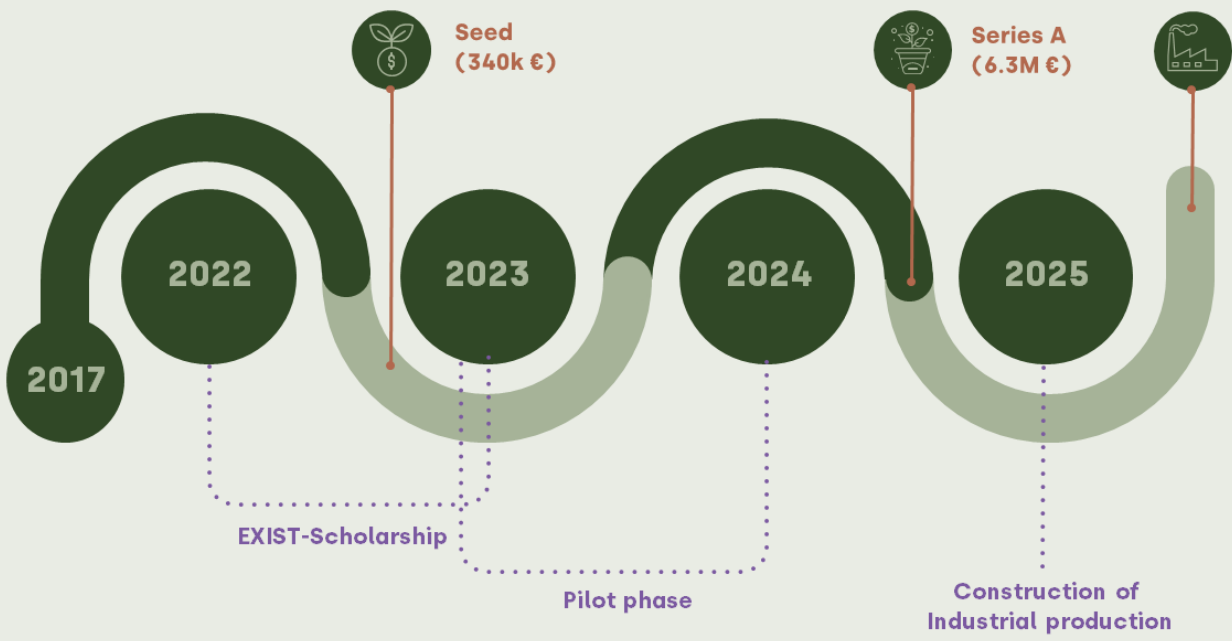 Seed
(340k €)
Series A
(6.3M €)
2022
2023
2024
2025
2017
EXIST-Scholarship
Pilot phase
Construction of
Industrial production